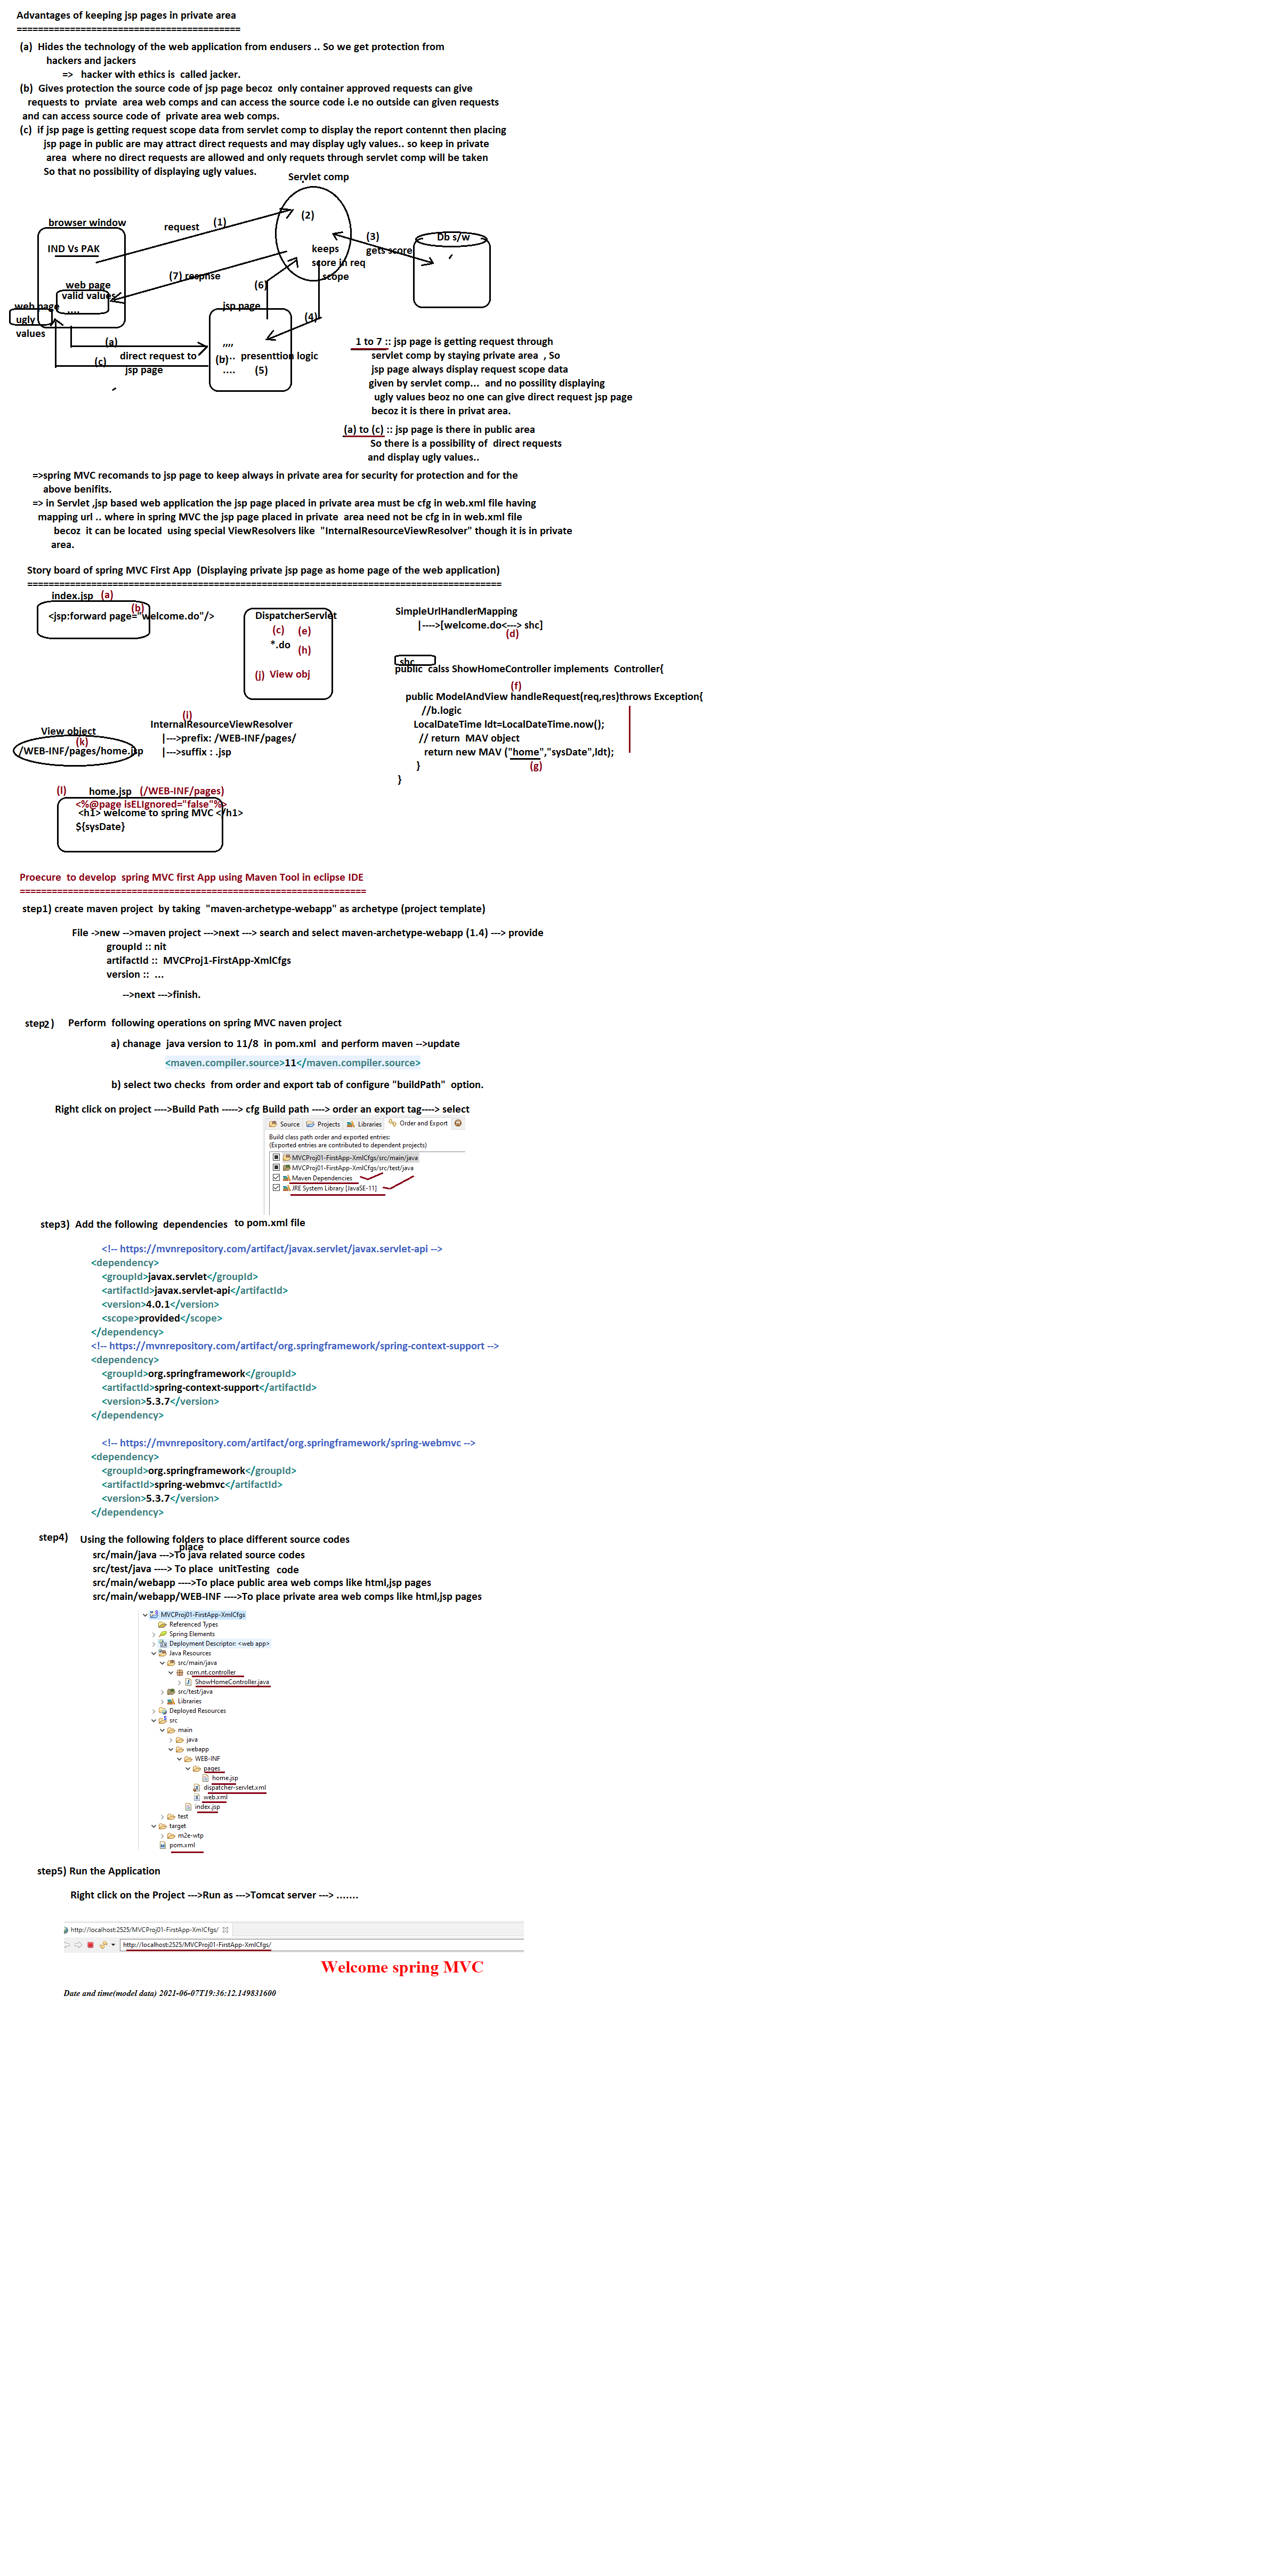 Advantages of keeping jsp pages in private area
==========================================
(a) Hides the technology of the web application from endusers .. So we get protection from
hackers and jackers
=> hacker with ethics is called jacker.
(b) Gives protection the source code of jsp page becoz only container approved requests can give
requests to prviate area web comps and can access the source code i.e no outside can given requests
and can access source code of private area web comps.
(c) if jsp page is getting request scope data from servlet comp to display the report contennt then placing
jsp page in public are may attract direct requests and may display ugly values.. so keep in private
area where no direct requests are allowed and only requets through servlet comp will be taken
So that no possibility of displaying ugly values.
Servlet comp
browser window
request
(1)
(2)
IND Vs PAK
(3)
gets score
Db s/w
keeps
score in req
scope
(7) respnse
(6)
web page
valid values
....
web page
ugly
values
jsp page
(4)
(a)
direct request to
(c)
jsp page
,,,,
(b)... presenttion logic
....
(5)
1 to 7 :: jsp page is getting request through
servlet comp by staying private area , So
jsp page always display request scope data
given by servlet comp... and no possility displaying
ugly values beoz no one can give direct request jsp page
becoz it is there in privat area.
(a) to (c) :: jsp page is there in public area
So there is a possibility of direct requests
and display ugly values..
=>spring MVC recomands to jsp page to keep always in private area for security for protection and for the
above benifits.
=> in Servlet ,jsp based web application the jsp page placed in private area must be cfg in web.xml file having
mapping url .. where in spring MVC the jsp page placed in private area need not be cfg in in web.xml file
becoz it can be located using special ViewResolvers like "InternalResourceViewResolver" though it is in private
area.
Story board of spring MVC First App (Displaying private jsp page as home page of the web application)
=========================================================================================
index.jsp (a)
(b)
<jsp:forward page="welcome.do"/>
DispatcherServlet
(c) (e)
*.do
(h)
(j) View obj
SimpleUrlHandlerMapping
|---->[welcome.do<---> shc]
(d)
shc
public calss ShowHomeController implements Controller{
(f)
public ModelAndView handleRequest(req,res)throws Exception{
//b.logic
LocalDateTime ldt=LocalDateTime.now();
// return MAV object
return new MAV ("home","sysDate",ldt);
}
(g)
}
(i)
InternalResourceViewResolver
|--->prefix: /WEB-INF/pages/
|--->suffix : .jsp
View object
(k)
/WEB-INF/pages/home.jsp
(l) home.jsp (/WEB-INF/pages)
<%@page isELIgnored="false"%>
<h1> welcome to spring MVC </h1>
${sysDate}
Proecure to develop spring MVC first App using Maven Tool in eclipse IDE
=================================================================
step1) create maven project by taking "maven-archetype-webapp" as archetype (project template)
File ->new -->maven project --->next ---> search and select maven-archetype-webapp (1.4) ---> provide
groupId :: nit
artifactId :: MVCProj1-FirstApp-XmlCfgs
version :: ...
-->next --->finish.
step2) Perform following operations on spring MVC naven project
a) chanage java version to 11/8 in pom.xml and perform maven -->update
<maven.compiler.source>11</maven.compiler.source>
b) select two checks from order and export tab of configure "buildPath" option.
Right click on project ---->Build Path -----> cfg Build path ----> order an export tag----> select
Source Projects Libraries Order and Export
Build class path order and exported entries:
(Exported entries are contributed to dependent projects)
MVCProj01-FirstApp-XmlCfgs/src/main/java
MVCProj01-FirstApp-XmlCfgs/src/test/java
Maven Dependencies
JRE System Library [JavaSE-11]
step3) Add the following dependencies to pom.xml file
<!-- https://mvnrepository.com/artifact/javax.servlet/javax.servlet-api -->
<dependency>
<groupId>javax.servlet</groupId>
<artifactId>javax.servlet-api</artifactId>
<version>4.0.1</version>
<scope>provided</scope>
</dependency>
<!-- https://mvnrepository.com/artifact/org.springframework/spring-context-support -->
<dependency>
<groupId>org.springframework</groupId>
<artifactId>spring-context-support</artifactId>
<version>5.3.7</version>
</dependency>
<!-- https://mvnrepository.com/artifact/org.springframework/spring-webmvc -->
<dependency>
<groupId>org.springframework</groupId>
<artifactId>spring-webmvc</artifactId>
<version>5.3.7</version>
</dependency>
step4) Using the following folders to place different source codes
place
src/main/java --->To java related source codes
src/test/java ----> To place unitTesting code
src/main/webapp ---->To place public area web comps like html,jsp pages
src/main/webapp/WEB-INF ---->To place private area web comps like html,jsp pages
MVCProj01-FirstApp-XmlCfgs
Referenced Types
Spring Elements
Deployment Descriptor: <web app>
Java Resources
src/main/java
com.nt.controller
ShowHomeController.java
src/test/java
Libraries
Deployed Resources
src
main
java
webapp
WEB-INF
pages
home.jsp
dispatcher-servlet.xml
web.xml
index.jsp
test
target
m2e-wtp
pom.xml
step5) Run the Application
Right click on the Project --->Run as --->Tomcat server ---> .......
http://localhost:2525/MVCProj01-FirstApp-XmlCfgs/
http://localhost:2525/MVCProj01-FirstApp-XmlCfgs/
Welcome spring MVC
Date and time(model data) 2021-06-07T19:36:12.149831600